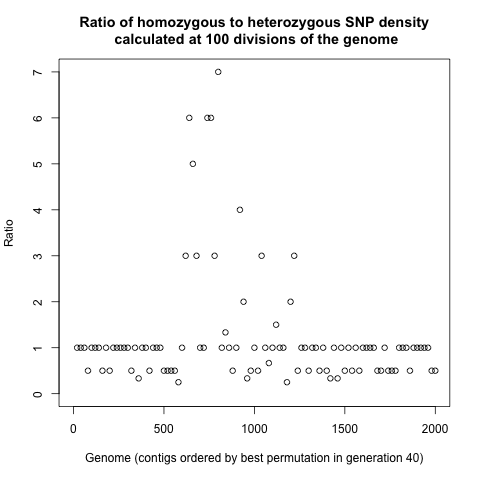 Ratio of homozygous to heterozygous SNP density
calculated at 100 divisions of the genome
7
6
5
4
3
2
1
0
Ratio
0 500 1000 1500 2000
Genome (contigs ordered by best permutation in generation 40)